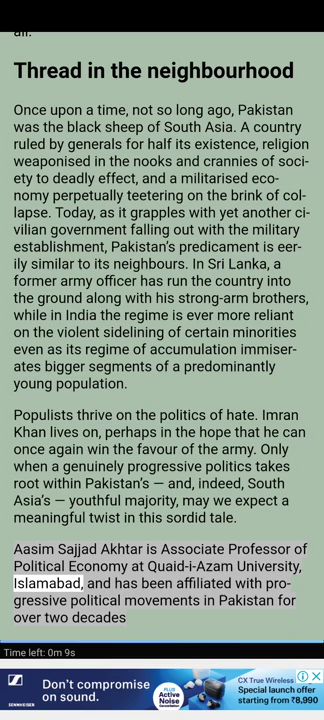 all.
Thread in the neighbourhood
Once upon a time, not so long ago, Pakistan
was the black sheep of South Asia. A country
ruled by generals for half its existence, religion
weaponised in the nooks and crannies of soci-
ety to deadly effect, and a militarised eco-
nomy perpetually teetering on the brink of col-
lapse. Today, as it grapples with yet another ci-
vilian government falling out with the military
establishment, Pakistan's predicament is eer-
ily similar to its neighbours. In Sri Lanka, a
former army officer has run the country into
the ground along with his strong-arm brothers,
while in India the regime is ever more reliant
on the violent sidelining of certain minorities
even as its regime of accumulation immiser-
ates bigger segments of a predominantly
young population.
Populists thrive on the politics of hate. Imran
Khan lives on, perhaps in the hope that he can
once again win the favour of the army. Only
when a genuinely progressive politics takes
root within Pakistan's — and, indeed, South
Asia's — youthful majority, may we expect a
meaningful twist in this sordid tale.
Aasim Sajjad Akhtar is Associate Professor of
Political Economy at Quaid-i-Azam University,
Islamabad, and has been affiliated with pro-
gressive political movements in Pakistan for
over two decades
Time left: 0m 9s
SENNHEISER
Don't compromise
on sound.
PLUS
Active
Noise
Cancellation
CX True Wireless
Special launch offer
starting from ₹8,990